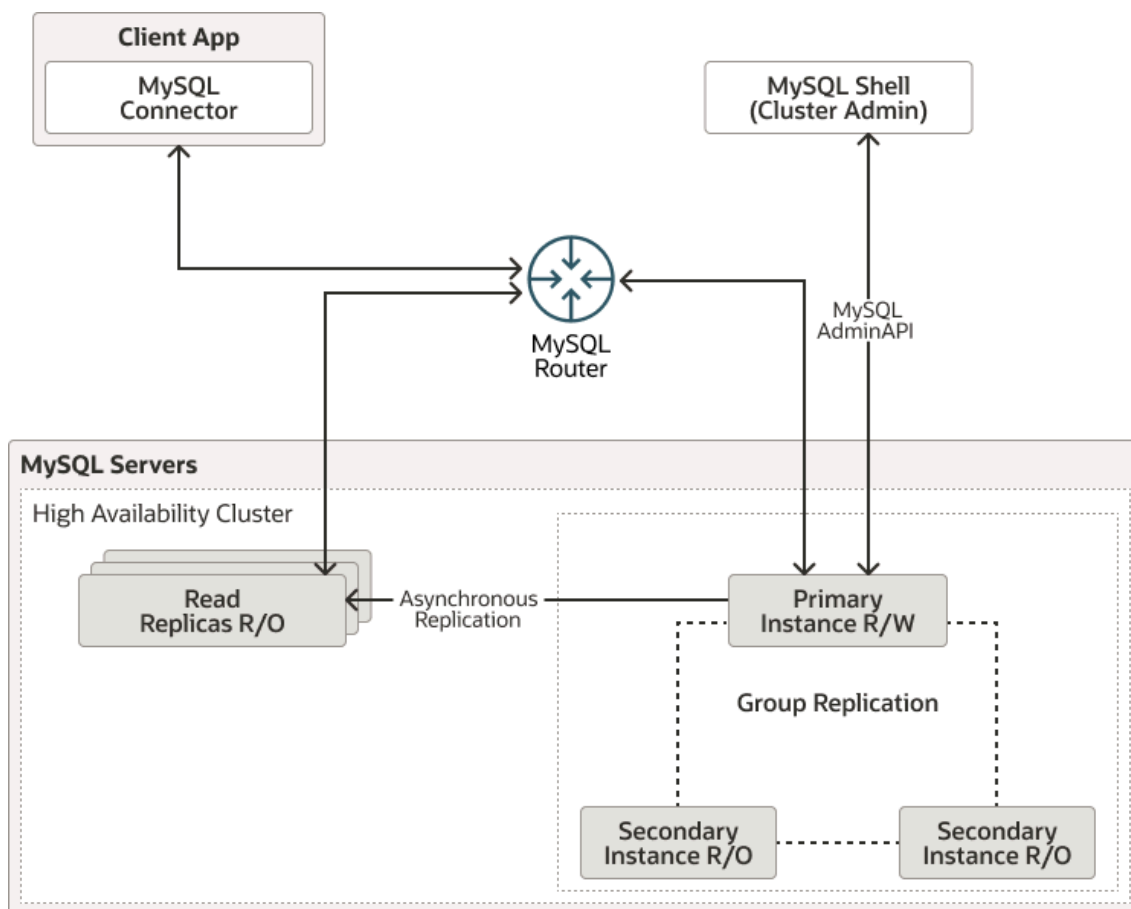 Client App
MySQL
Connector
MySQL Shell
(Cluster Admin)
MySQL
Router
MySQL
AdminAPI
MySQL Servers
High Availability Cluster
Read
Replicas R/O
Asynchronous
Replication
Primary
Instance R/W
Group Replication
Secondary
Instance R/O
Secondary
Instance R/O